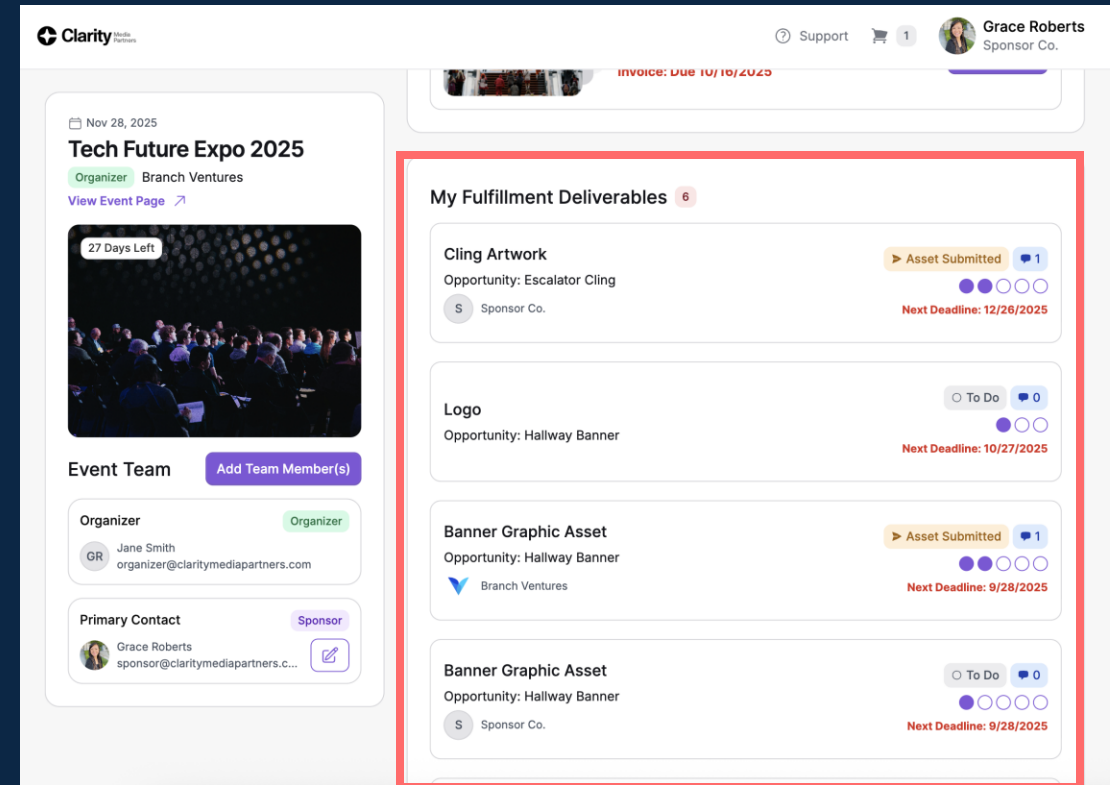 Clarity Media Partners
Support
1
Grace Roberts
Sponsor Co.
Invoice: Due 10/16/2025
Nov 28, 2025
Tech Future Expo 2025
Organizer Branch Ventures
View Event Page
27 Days Left
Event Team
Add Team Member(s)
Organizer
Organizer
GR
Jane Smith
organizer@claritymediapartners.com
Primary Contact
Sponsor
Grace Roberts
sponsor@claritymediapartners.c...
My Fulfillment Deliverables 6
Cling Artwork
Asset Submitted 1
Opportunity: Escalator Cling
S Sponsor Co.
Next Deadline: 12/26/2025
Logo
To Do 0
Opportunity: Hallway Banner
Next Deadline: 10/27/2025
Banner Graphic Asset
Asset Submitted 1
Opportunity: Hallway Banner
Branch Ventures
Next Deadline: 9/28/2025
Banner Graphic Asset
To Do 0
Opportunity: Hallway Banner
S Sponsor Co.
Next Deadline: 9/28/2025